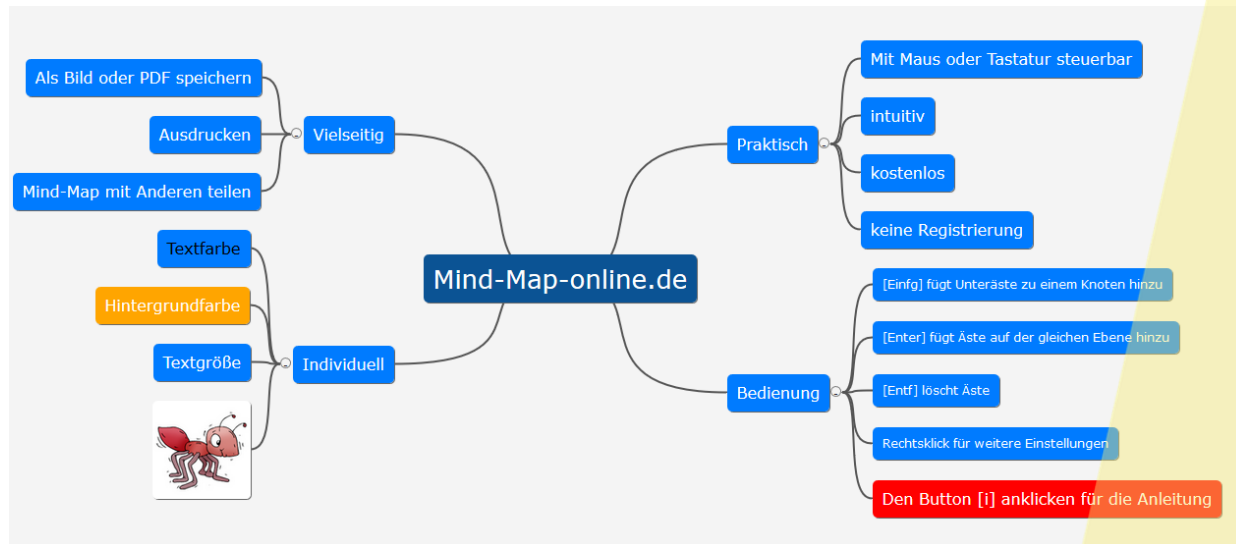 Mind-Map-online.de
Vielseitig
Als Bild oder PDF speichern
Ausdrucken
Mind-Map mit Anderen teilen
Individuell
Textfarbe
Hintergrundfarbe
Textgröße
Praktisch
Mit Maus oder Tastatur steuerbar
intuitiv
kostenlos
keine Registrierung
Bedienung
[Einfg] fügt Unteräste zu einem Knoten hinzu
[Enter] fügt Äste auf der gleichen Ebene hinzu
[Entf] löscht Äste
Rechtsklick für weitere Einstellungen
Den Button [i] anklicken für die Anleitung